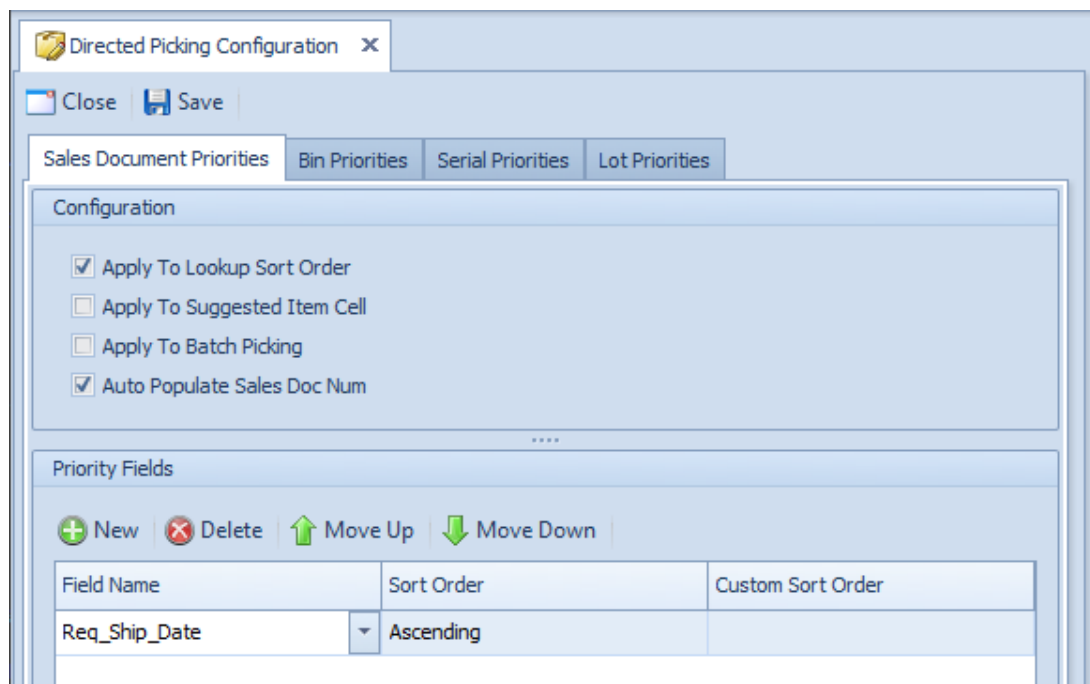 Directed Picking Configuration
Close Save
Sales Document Priorities Bin Priorities Serial Priorities Lot Priorities
Configuration
Apply To Lookup Sort Order
Apply To Suggested Item Cell
Apply To Batch Picking
Auto Populate Sales Doc Num
Priority Fields
New Delete Move Up Move Down
Field Name Sort Order Custom Sort Order
Req_Ship_Date Ascending